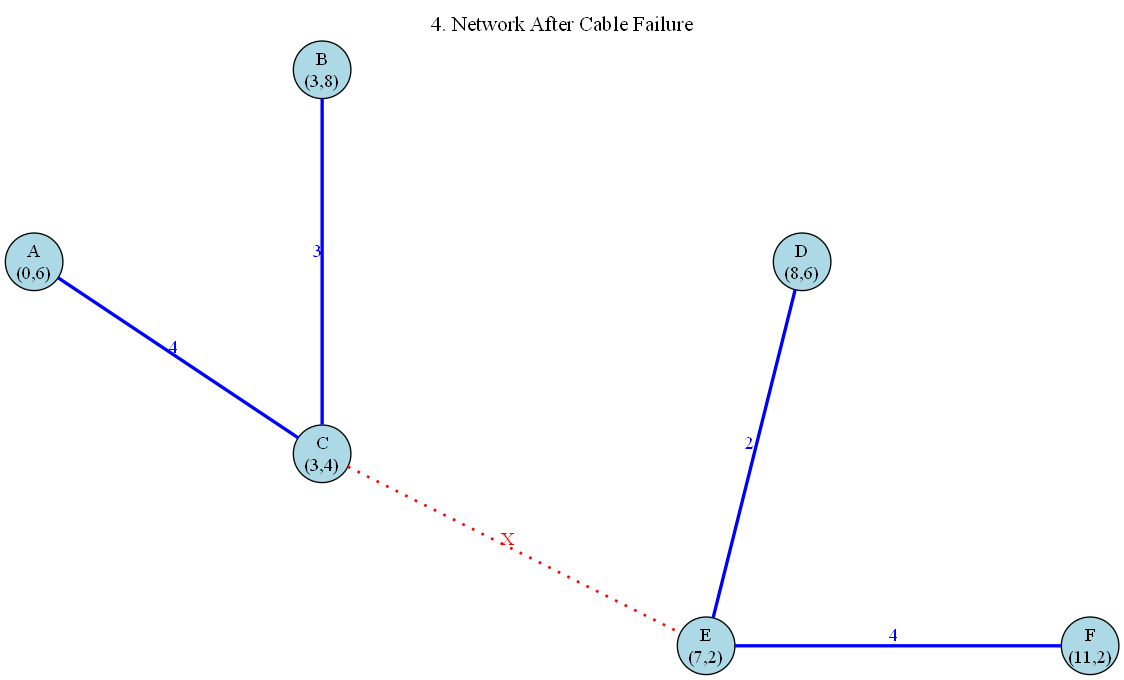 4. Network After Cable Failure
B
(3,8)
A
(0,6)
3
D
(8,6)
4
C
(3,4)
2
X
E
(7,2)
4
F
(11,2)